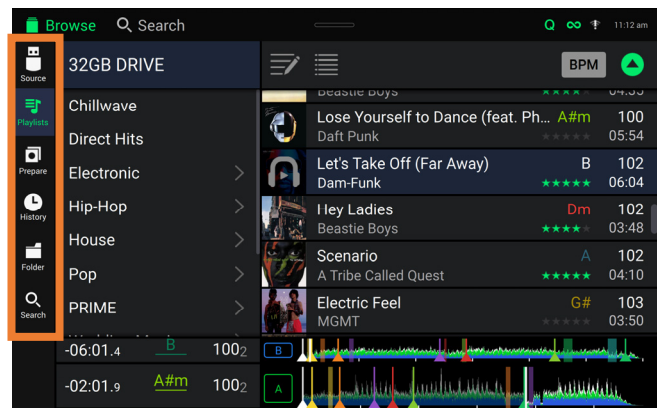 Browse Search Q 11:12 am
Source
Playlists
Prepare
History
Folder
Search
32GB DRIVE
Chillwave
Direct Hits
Electronic
Hip-Hop
House
Pop
PRIME
BPM
Beastie Boys 04:35
Lose Yourself to Dance (feat. Ph... A#m 100
Daft Punk 05:54
Let's Take Off (Far Away) B 102
Dam-Funk 06:04
Hey Ladies Dm 102
Beastie Boys 03:48
Scenario A 102
A Tribe Called Quest 04:10
Electric Feel G# 103
MGMT 03:50
-06:01.4 B 1002 B
-02:01.9 A#m 1002 A